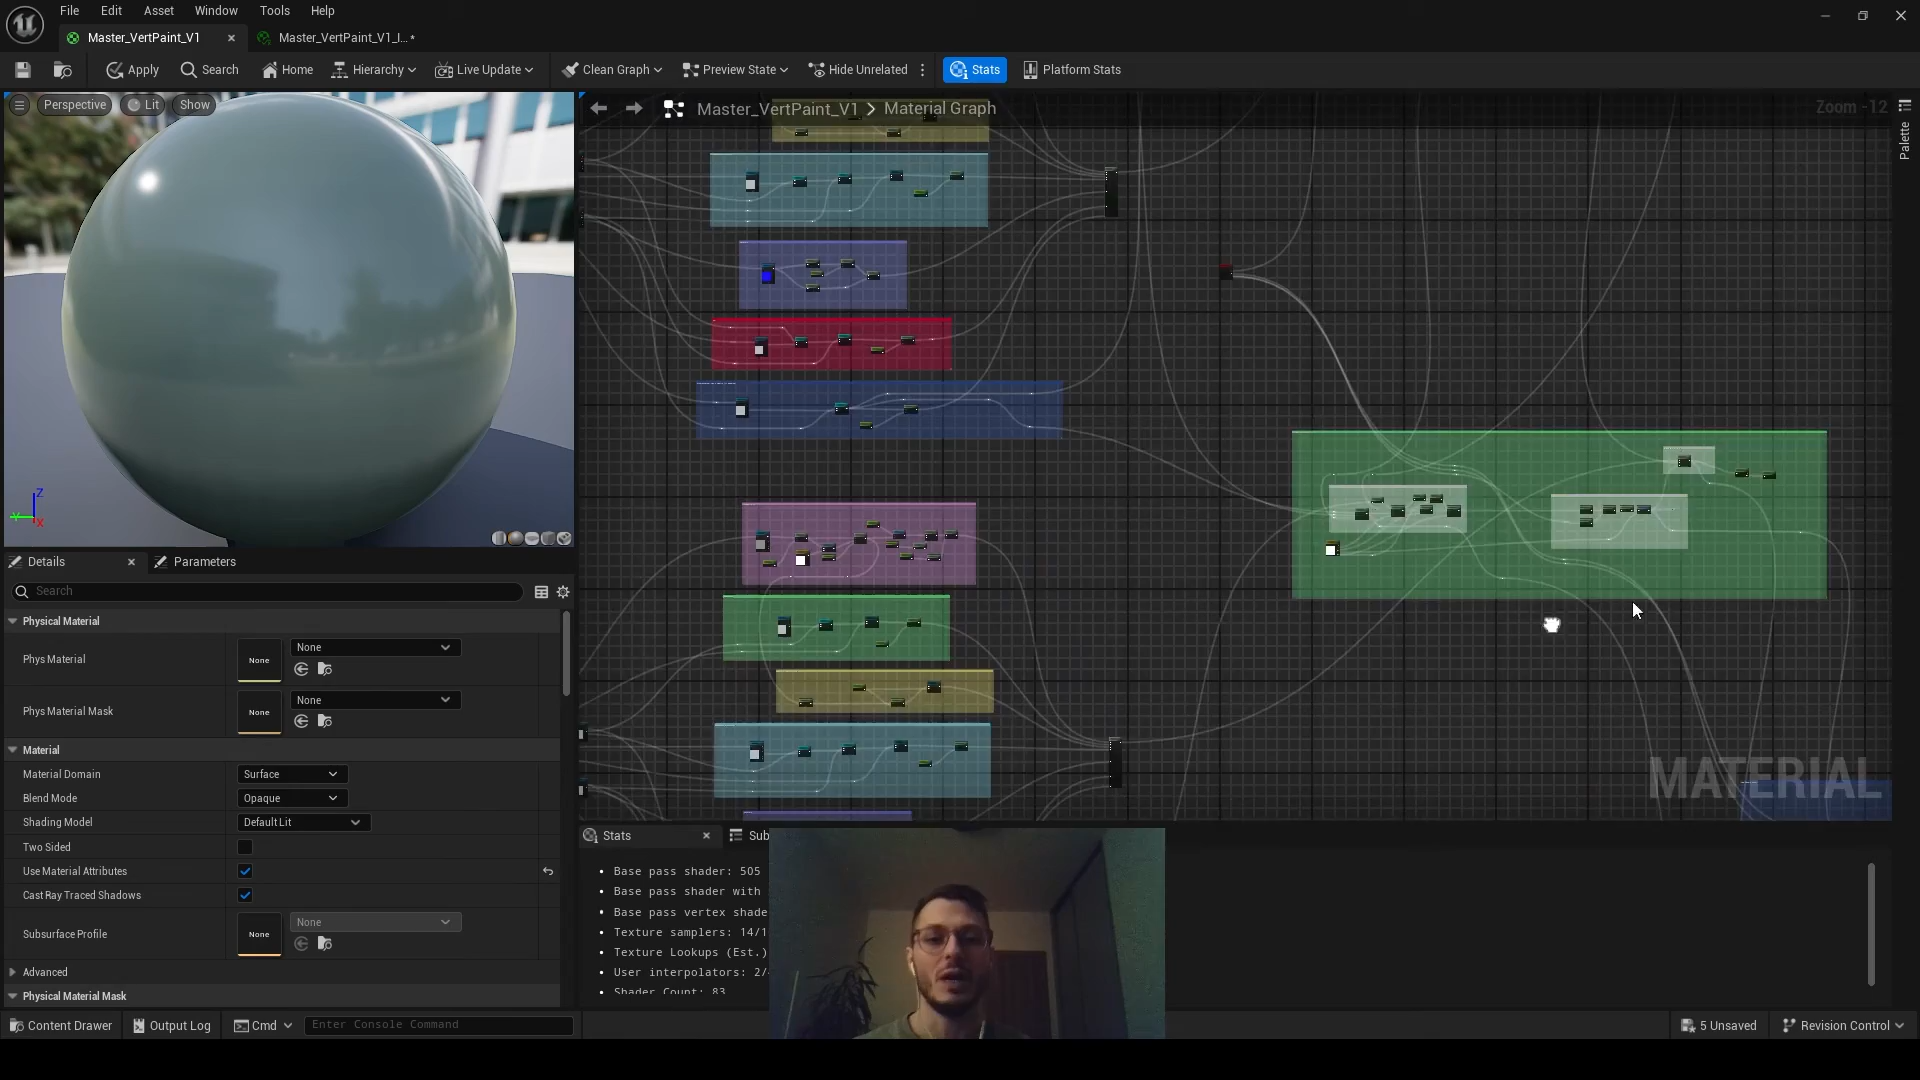 File Edit Asset Window Tools Help
Master_VertPaint_V1
Master_VertPaint_V1_I...*
Apply
Search
Home
Hierarchy
Live Update
Clean Graph
Preview State
Hide Unrelated
Stats
Platform Stats
Perspective
Lit
Show
Master_VertPaint_V1 > Material Graph
Zoom -12
Palette
Z
Y
X
MATERIAL
Details
Parameters
Search
Physical Material
Phys Material
None
None
Phys Material Mask
None
None
Material
Material Domain
Surface
Blend Mode
Opaque
Shading Model
Default Lit
Two Sided
Use Material Attributes
Cast Ray Traced Shadows
Subsurface Profile
None
None
Advanced
Physical Material Mask
Stats
Base pass shader: 505
Base pass shader with
Base pass vertex shade
Texture samplers: 14/1
Texture Lookups (Est.)
User interpolators: 2/
Shader Count: 83
Content Drawer
Output Log
Cmd
Enter Console Command
5 Unsaved
Revision Control